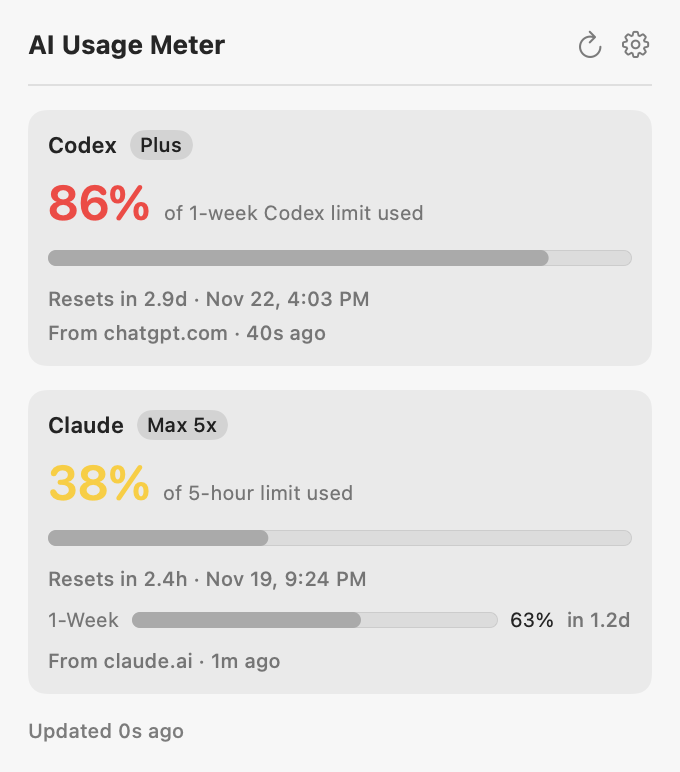 AI Usage Meter
Codex Plus
86% of 1-week Codex limit used
Resets in 2.9d · Nov 22, 4:03 PM
From chatgpt.com · 40s ago
Claude Max 5x
38% of 5-hour limit used
Resets in 2.4h · Nov 19, 9:24 PM
1-Week 63% in 1.2d
From claude.ai · 1m ago
Updated 0s ago